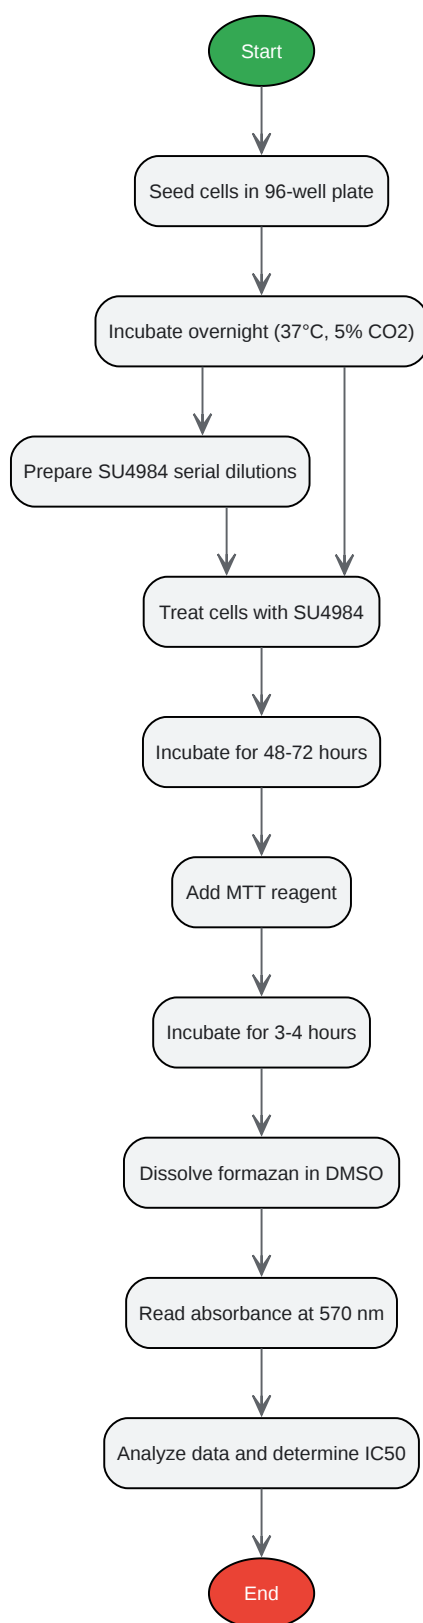 Start
Seed cells in 96-well plate
Incubate overnight (37°C, 5% CO2)
Prepare SU4984 serial dilutions
Treat cells with SU4984
Incubate for 48-72 hours
Add MTT reagent
Incubate for 3-4 hours
Dissolve formazan in DMSO
Read absorbance at 570 nm
Analyze data and determine IC50
End